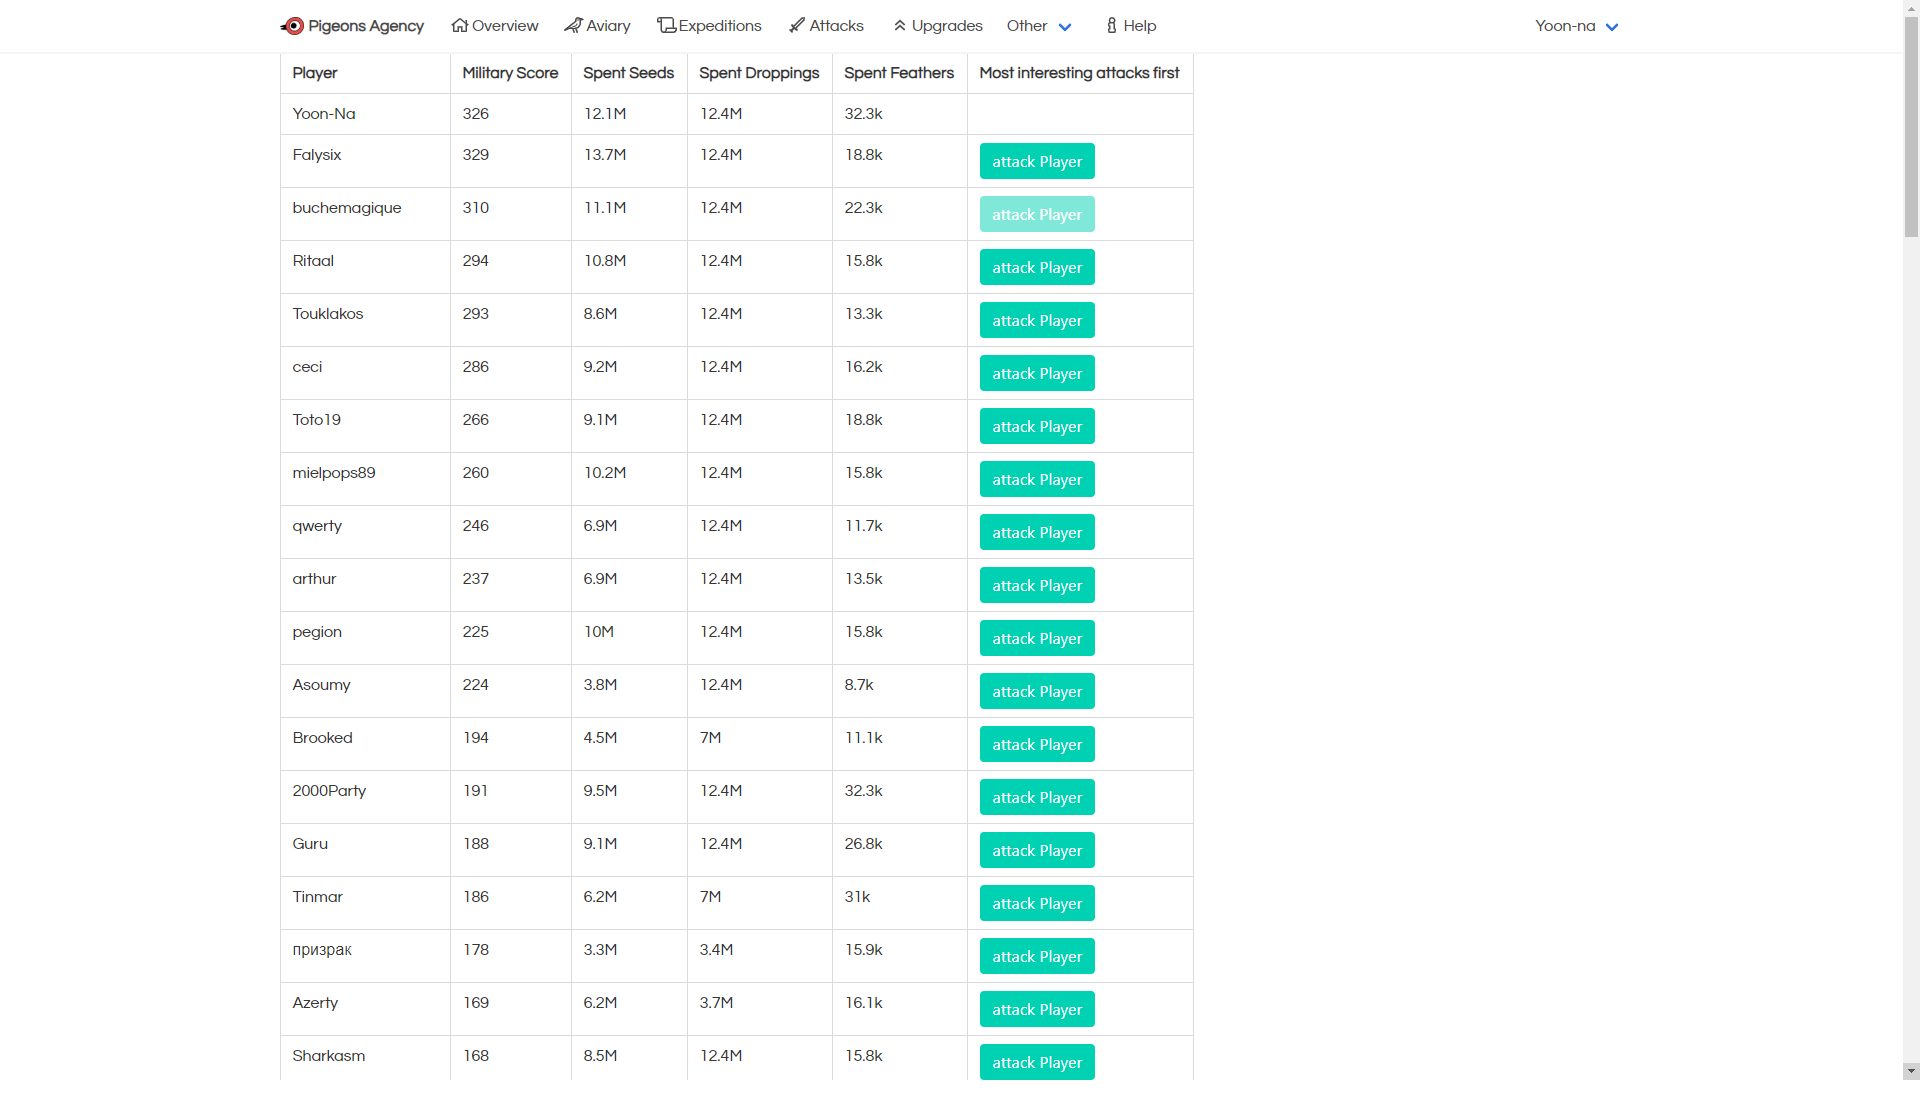 Pigeons Agency Overview Aviary Expeditions Attacks Upgrades Other Help Yoon-na
Player Military Score Spent Seeds Spent Droppings Spent Feathers Most interesting attacks first
Yoon-Na 326 12.1M 12.4M 32.3k
Falysix 329 13.7M 12.4M 18.8k attack Player
buchemagique 310 11.1M 12.4M 22.3k attack Player
Ritaal 294 10.8M 12.4M 15.8k attack Player
Touklakos 293 8.6M 12.4M 13.3k attack Player
ceci 286 9.2M 12.4M 16.2k attack Player
Toto19 266 9.1M 12.4M 18.8k attack Player
mielpops89 260 10.2M 12.4M 15.8k attack Player
qwerty 246 6.9M 12.4M 11.7k attack Player
arthur 237 6.9M 12.4M 13.5k attack Player
pegion 225 10M 12.4M 15.8k attack Player
Asoumy 224 3.8M 12.4M 8.7k attack Player
Brooked 194 4.5M 7M 11.1k attack Player
2000Party 191 9.5M 12.4M 32.3k attack Player
Guru 188 9.1M 12.4M 26.8k attack Player
Tinmar 186 6.2M 7M 31k attack Player
призрак 178 3.3M 3.4M 15.9k attack Player
Azerty 169 6.2M 3.7M 16.1k attack Player
Sharkasm 168 8.5M 12.4M 15.8k attack Player